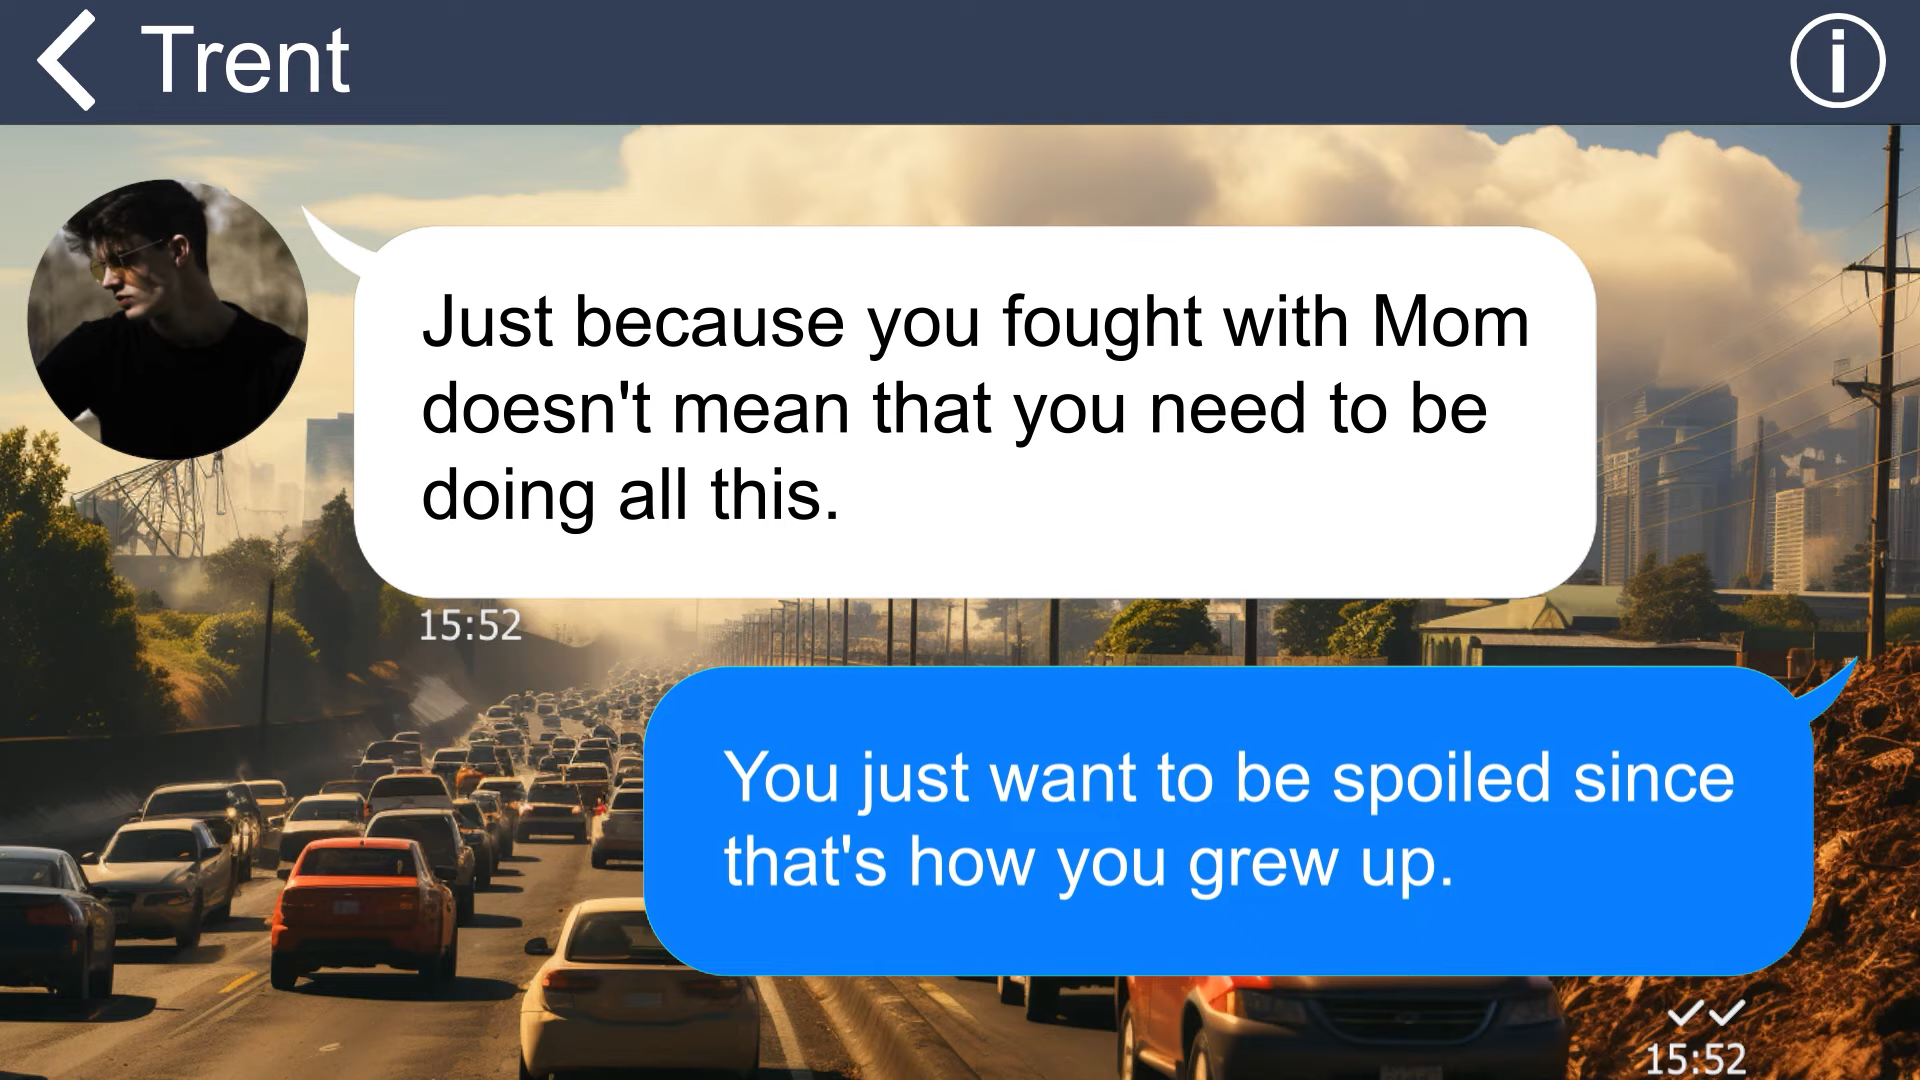 Trent
Just because you fought with Mom
doesn't mean that you need to be
doing all this.
15:52
You just want to be spoiled since
that's how you grew up.
15:52